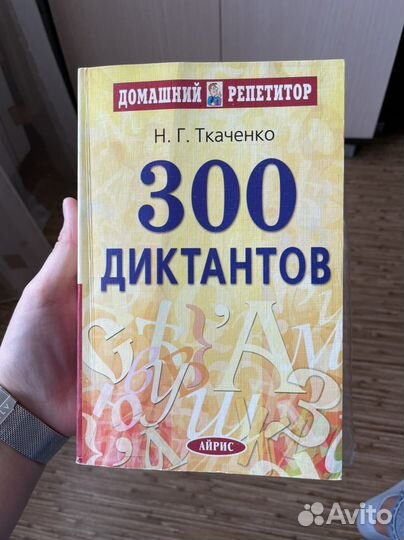 ДОМАШНИЙ РЕПЕТИТОР
Н. Г. Ткаченко
300
ДИКТАНТОВ
АЙРИС
Avito